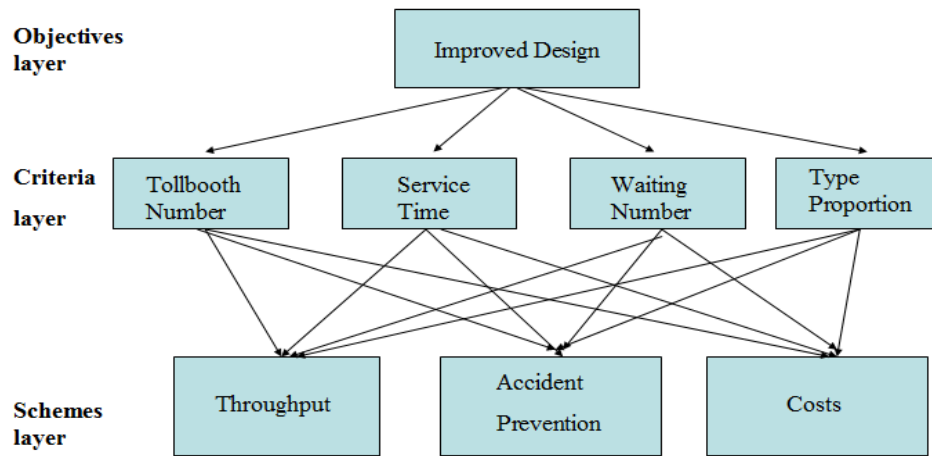 Objectives
layer
Improved Design
Criteria
layer
Tollbooth
Number
Service
Time
Waiting
Number
Type
Proportion
Schemes
layer
Throughput
Accident
Prevention
Costs